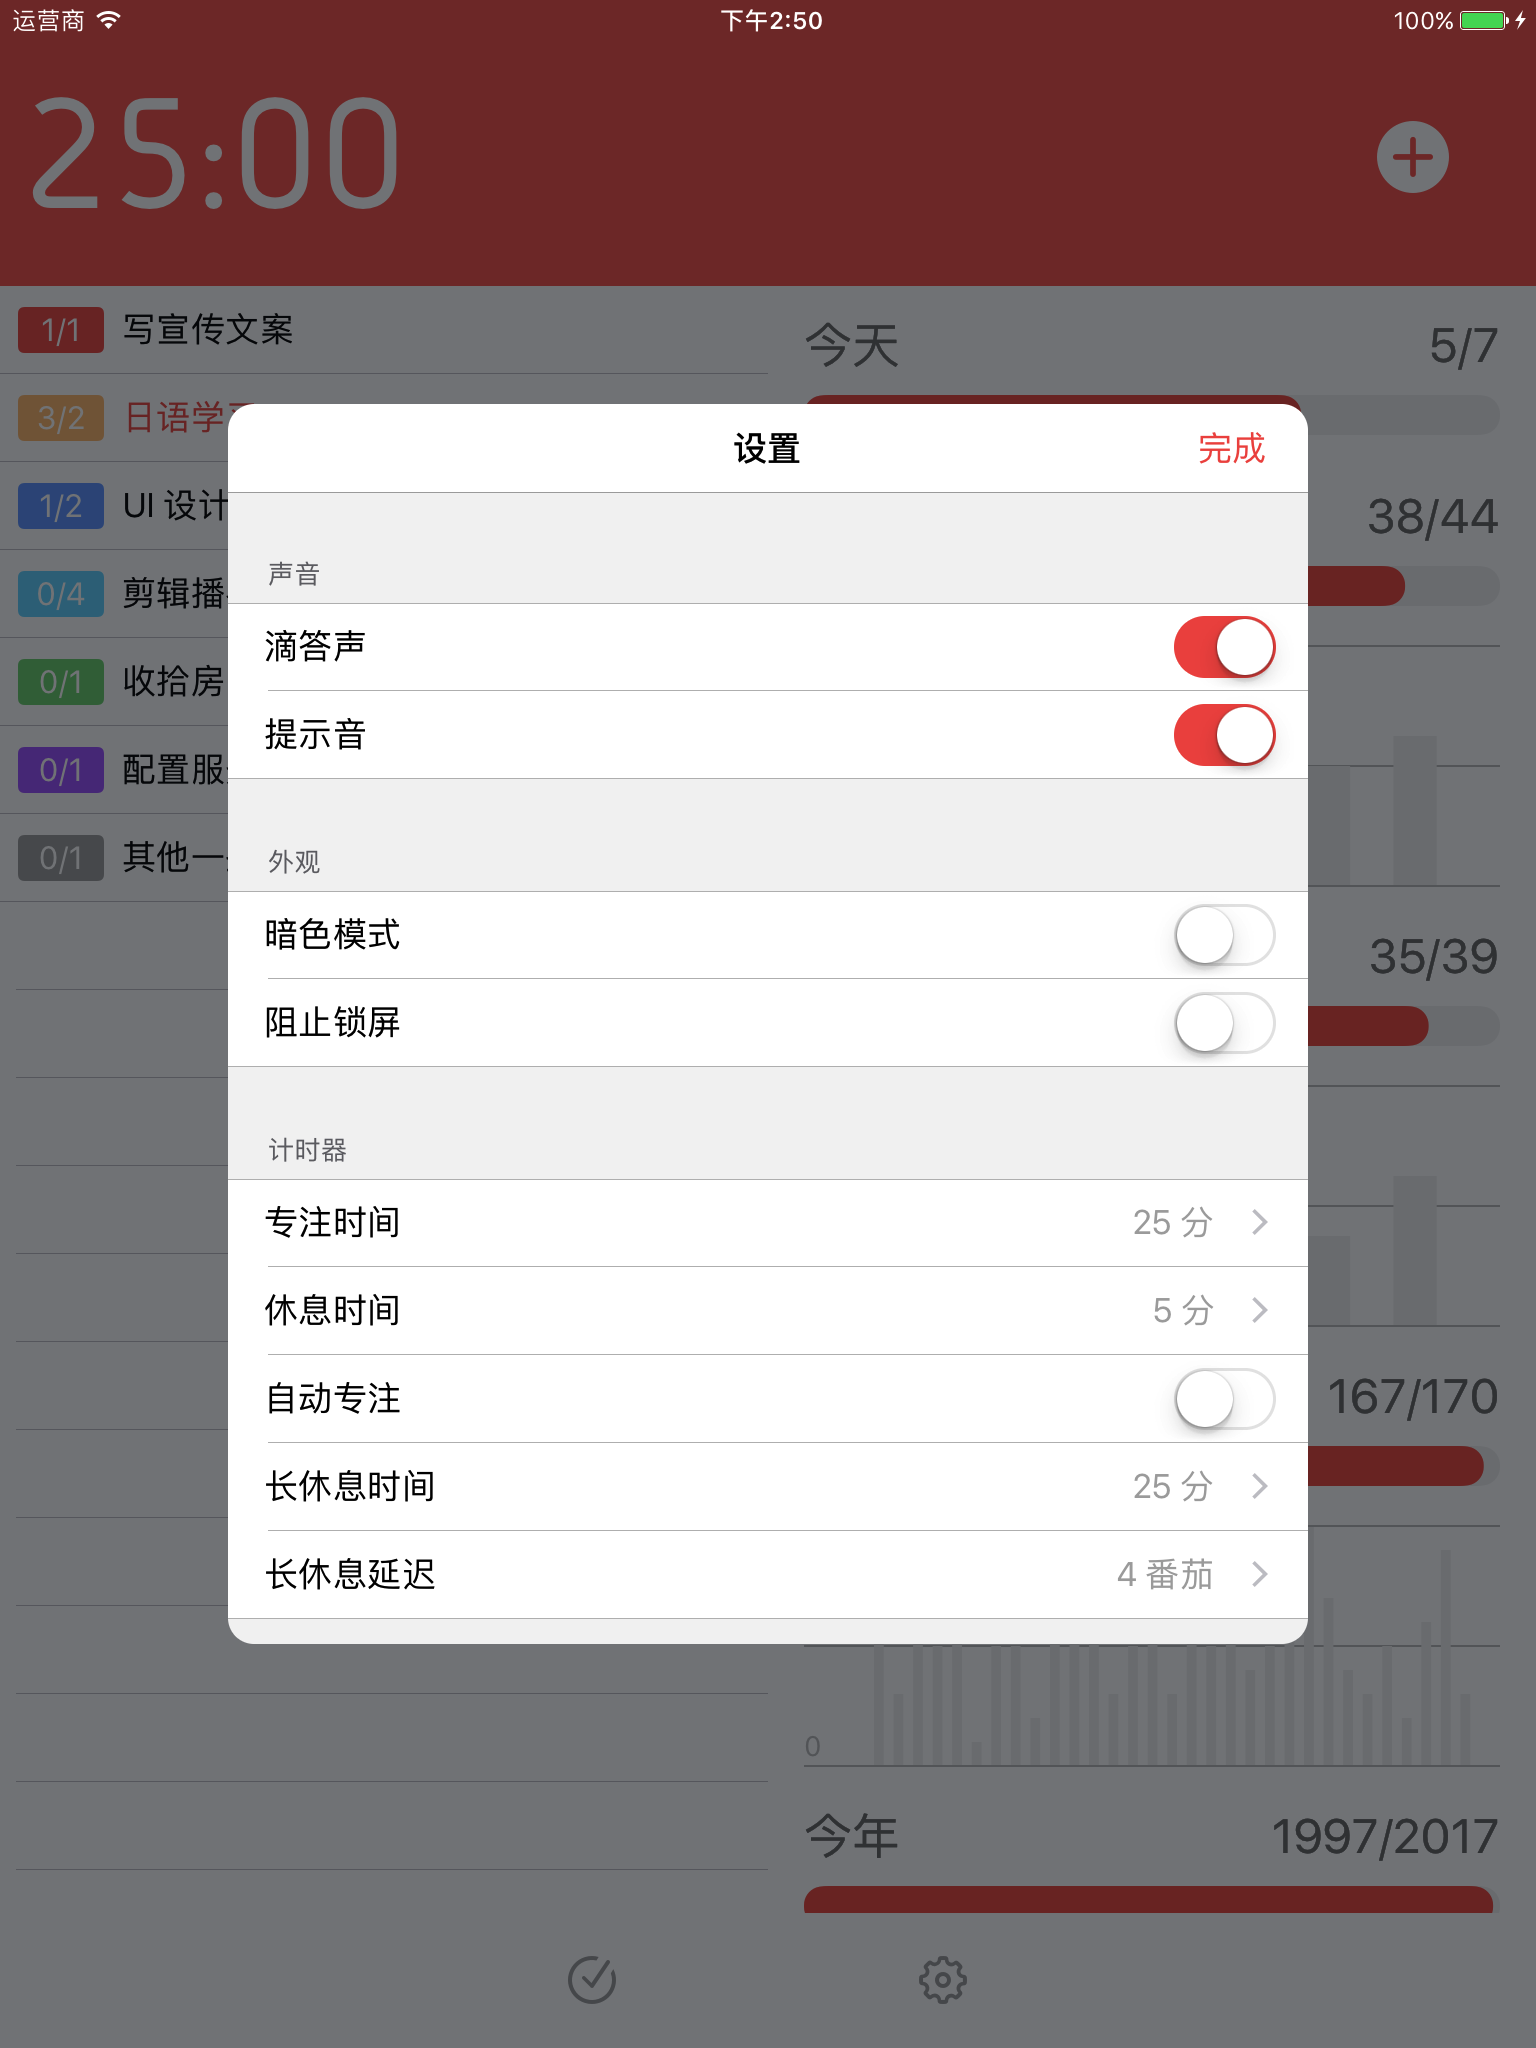 运营商
下午2:50
100%
25:00
1/1 写宣传文案
3/2 日语学
1/2 UI 设计
0/4 剪辑播
0/1 收拾房
0/1 配置服
0/1 其他一
今天 5/7
38/44
35/39
167/170
0
今年 1997/2017
设置
完成
声音
滴答声
提示音
外观
暗色模式
阻止锁屏
计时器
专注时间 25 分
休息时间 5 分
自动专注
长休息时间 25 分
长休息延迟 4 番茄